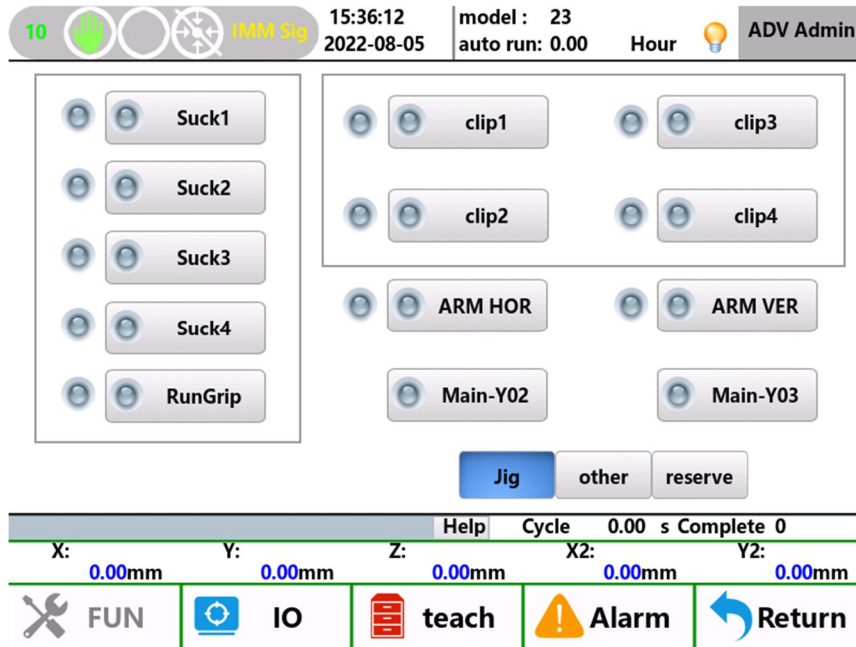 10 IMM Sig 15:36:12 model : 23 ADV Admin
2022-08-05 auto run: 0.00 Hour
Suck1
Suck2
Suck3
Suck4
RunGrip
clip1 clip3
clip2 clip4
ARM HOR ARM VER
Main-Y02 Main-Y03
Jig other reserve
Help Cycle 0.00 s Complete 0
X: Y: Z: X2: Y2:
0.00mm 0.00mm 0.00mm 0.00mm 0.00mm
FUN IO teach Alarm Return